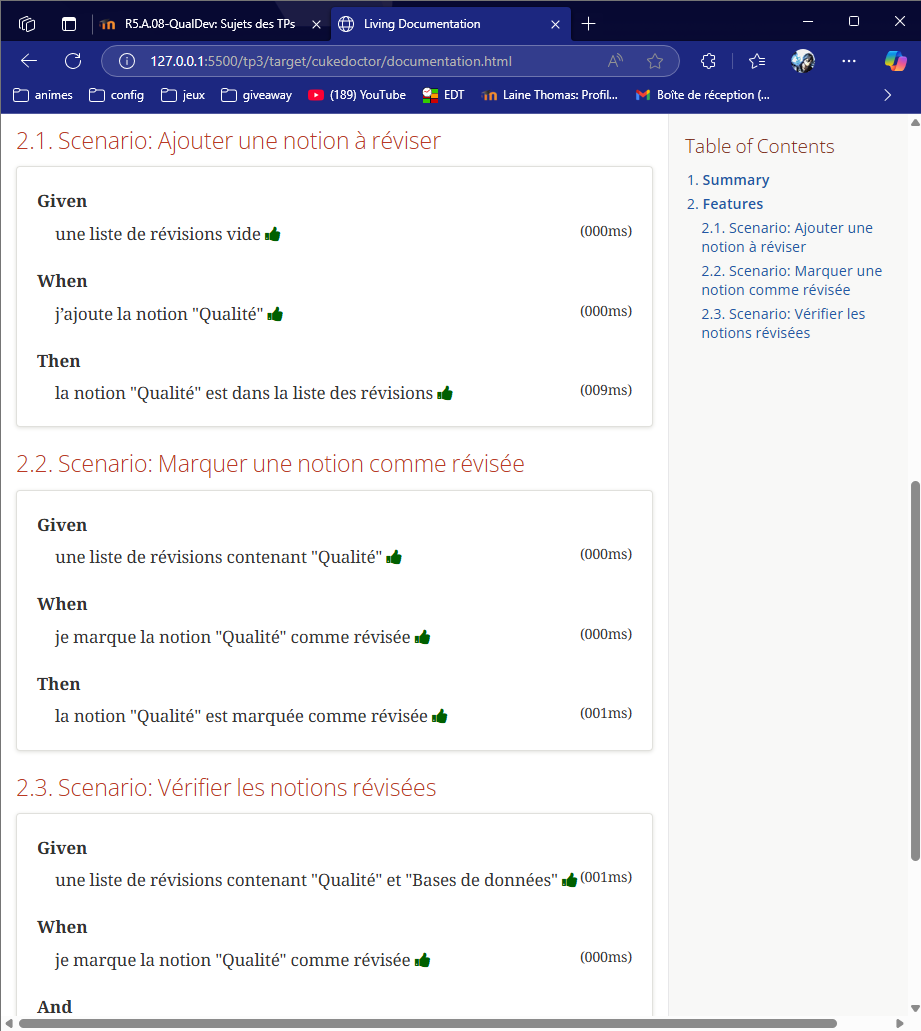 R5.A.08-QualDev: Sujets des TPs
Living Documentation
127.0.0.1:5500/tp3/target/cukedoctor/documentation.html
animes
config
jeux
giveaway
(189) YouTube
EDT
Laine Thomas: Profil...
Boîte de réception (...
2.1. Scenario: Ajouter une notion à réviser
Given
une liste de révisions vide (000ms)
When
j’ajoute la notion "Qualité" (000ms)
Then
la notion "Qualité" est dans la liste des révisions (009ms)
2.2. Scenario: Marquer une notion comme révisée
Given
une liste de révisions contenant "Qualité" (000ms)
When
je marque la notion "Qualité" comme révisée (000ms)
Then
la notion "Qualité" est marquée comme révisée (001ms)
2.3. Scenario: Vérifier les notions révisées
Given
une liste de révisions contenant "Qualité" et "Bases de données" (001ms)
When
je marque la notion "Qualité" comme révisée (000ms)
And
Table of Contents
1. Summary
2. Features
2.1. Scenario: Ajouter une
notion à réviser
2.2. Scenario: Marquer une
notion comme révisée
2.3. Scenario: Vérifier les
notions révisées